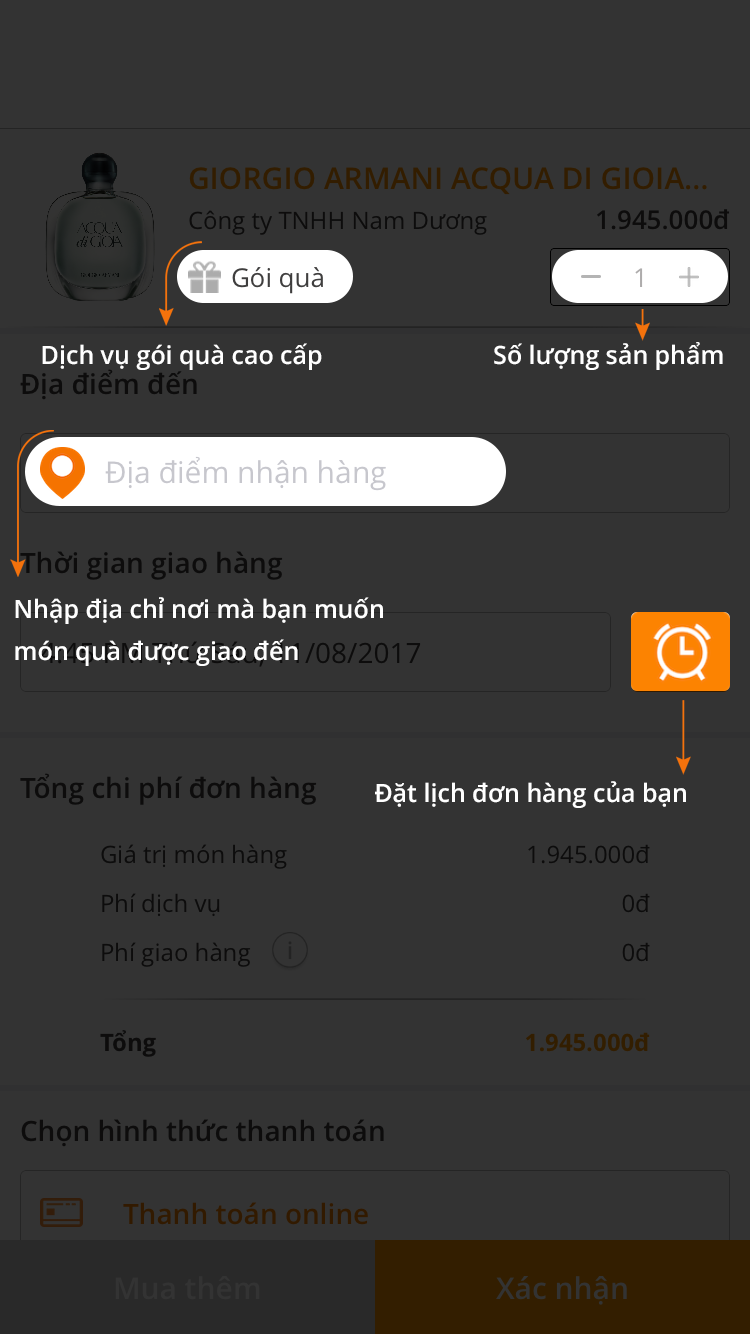 GIORGIO ARMANI ACQUA DI GIOIA...
Công ty TNHH Nam Dương 1.945.000đ
ACQUA
di GIOIA
GIORGIO ARMANI
Gói quà
1
Dịch vụ gói quà cao cấp
Số lượng sản phẩm
Địa điểm đến
Địa điểm nhận hàng
Thời gian giao hàng
Nhập địa chỉ nơi mà bạn muốn
món quà được giao đến
/08/2017
Đặt lịch đơn hàng của bạn
Tổng chi phí đơn hàng
Giá trị món hàng 1.945.000đ
Phí dịch vụ 0đ
Phí giao hàng i 0đ
Tổng 1.945.000đ
Chọn hình thức thanh toán
Thanh toán online
Mua thêm
Xác nhận